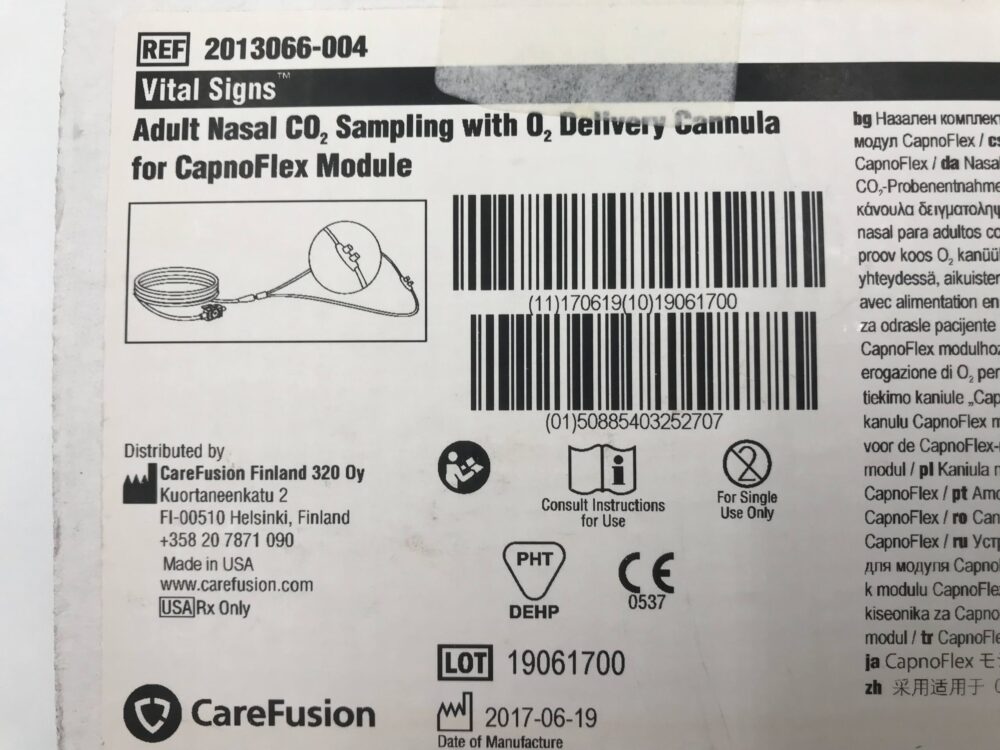 REF 2013066-004
Vital Signs™
Adult Nasal CO₂ Sampling with O₂ Delivery Cannula
for CapnoFlex Module
(11)170619(10)19061700
(01)50885403252707
Distributed by
CareFusion Finland 320 Oy
Kuortaneenkatu 2
FI-00510 Helsinki, Finland
+358 20 7871 090
Made in USA
www.carefusion.com
USA Rx Only
Consult Instructions
for Use
2
For Single
Use Only
PHT
DEHP
CE
0537
LOT 19061700
2017-06-19
Date of Manufacture
CareFusion
bg Назален комплект
модул CapnoFlex / cs
CapnoFlex / da Nasal
CO₂-Probenentnahme
κάνουλα δειγματοληψ
nasal para adultos co
proov koos O₂ kanüül
yhteydessä, aikuisten
avec alimentation en
za odrasle pacijente
CapnoFlex modulhoz
erogazione di O₂ per
tiekimo kaniule „Cap
kanulu CapnoFlex m
voor de CapnoFlex-
modul / pl Kaniula
CapnoFlex / pt Amo
CapnoFlex / ro Can
CapnoFlex / ru Уст
для модуля Capno
k modulu CapnoFle
kiseonika za Capno
modul / tr CapnoFle
ja CapnoFlex モ
zh 采用适用于